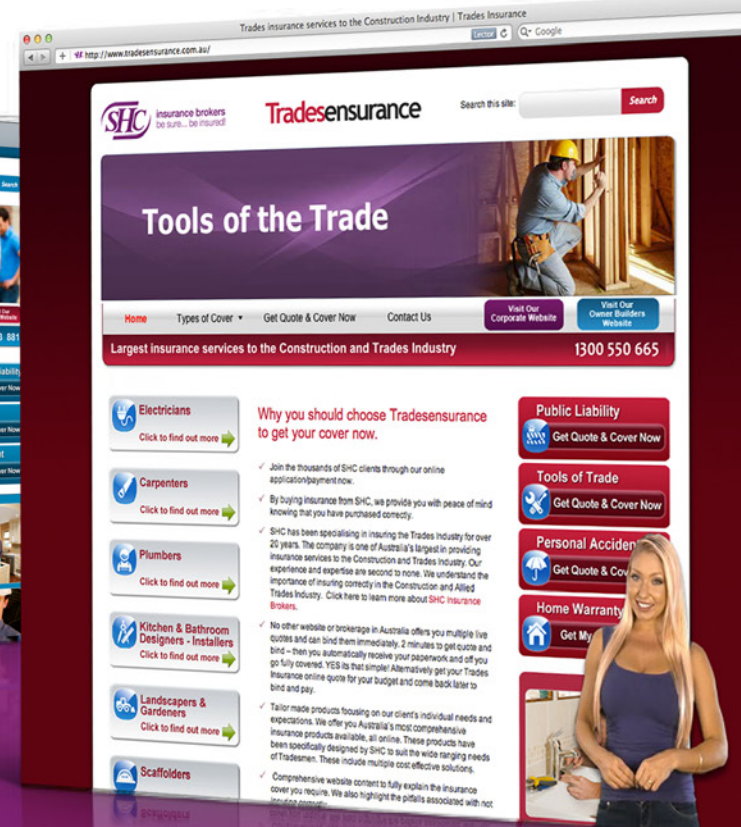 Trades insurance services to the Construction Industry | Trades Insurance
http://www.tradesensurance.com.au/
Lector
Google
SHC insurance brokers
be sure... be insured!
Tradesensurance
Search this site:
Search
Tools of the Trade
Home
Types of Cover
Get Quote & Cover Now
Contact Us
Visit Our
Corporate Website
Visit Our
Owner Builders
Website
Largest insurance services to the Construction and Trades Industry
1300 550 665
Electricians
Click to find out more
Carpenters
Click to find out more
Plumbers
Click to find out more
Kitchen & Bathroom
Designers - Installers
Click to find out more
Landscapers &
Gardeners
Click to find out more
Scaffolders
Why you should choose Tradesensurance
to get your cover now.
Join the thousands of SHC clients through our online
application/payment now.
By buying insurance from SHC, we provide you with peace of mind
knowing that you have purchased correctly.
SHC has been specialising in insuring the Trades Industry for over
20 years. The company is one of Australia's largest in providing
insurance services to the Construction and Trades Industry. Our
experience and expertise are second to none. We understand the
importance of insuring correctly in the Construction and Allied
Trades Industry. Click here to learn more about SHC Insurance
Brokers.
No other website or brokerage in Australia offers you multiple live
quotes and can bind them immediately. 2 minutes to get quote and
bind – then you automatically receive your paperwork and off you
go fully covered. YES its that simple! Alternatively get your Trades
Insurance online quote for your budget and come back later to
bind and pay.
Tailor made products focusing on our client's individual needs and
expectations. We offer you Australia's most comprehensive
insurance products available, all online. These products have
been specifically designed by SHC to suit the wide ranging needs
of Tradesmen. These include multiple cost effective solutions.
Comprehensive website content to fully explain the insurance
cover you require. We also highlight the pitfalls associated with not
insuring correctly
Public Liability
Get Quote & Cover Now
Tools of Trade
Get Quote & Cover Now
Personal Acciden
Get Quote & Cov
Home Warranty
Get My
Search
881